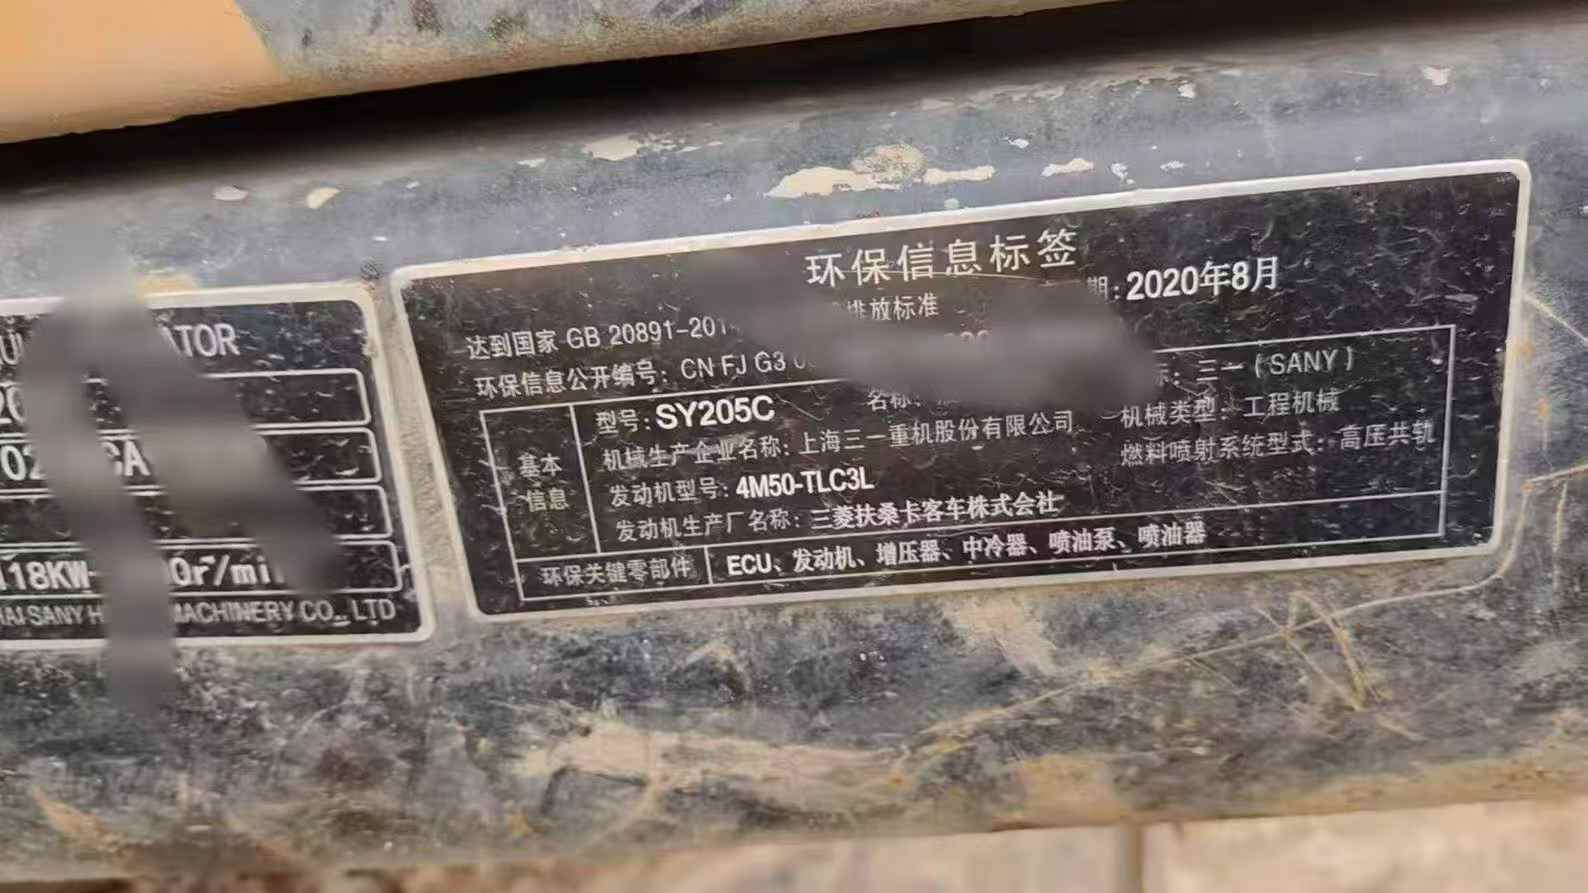 ATOR
118KW
0r/mi
HAI SANY H
MACHINERY CO., LTD
环保信息标签
达到国家 GB 20891-201
排放标准
期: 2020年8月
环保信息公开编号: CN FJ G3
型号: SY205C
名称:
标: 三一 (SANY)
基本信息
机械生产企业名称: 上海三一重机股份有限公司
机械类型: 工程机械
发动机型号: 4M50-TLC3L
燃料喷射系统型式: 高压共轨
发动机生产厂名称: 三菱扶桑卡客车株式会社
环保关键零部件
ECU、发动机、增压器、中冷器、喷油泵、喷油器